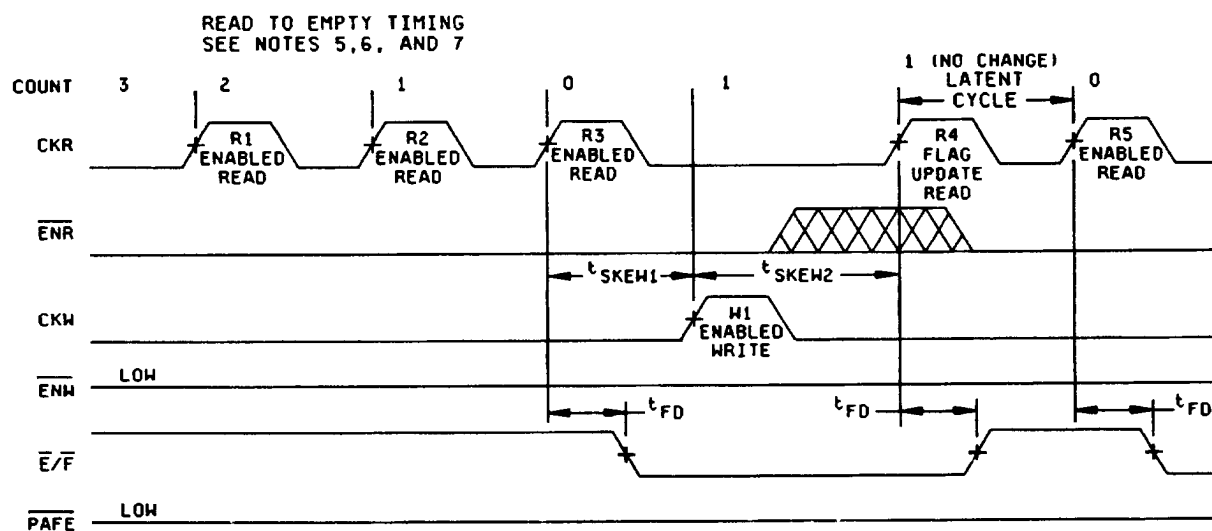 READ TO EMPTY TIMING
SEE NOTES 5,6, AND 7
COUNT 3 2 1 0 1 1 (NO CHANGE) 0
LATENT
CYCLE
CKR
R1
ENABLED
READ
R2
ENABLED
READ
R3
ENABLED
READ
R4
FLAG
UPDATE
READ
R5
ENABLED
READ
ENR
tSKEW1 tSKEW2
CKW
W1
ENABLED
WRITE
ENW LOW
tFD tFD tFD
E/F
PAFE LOW